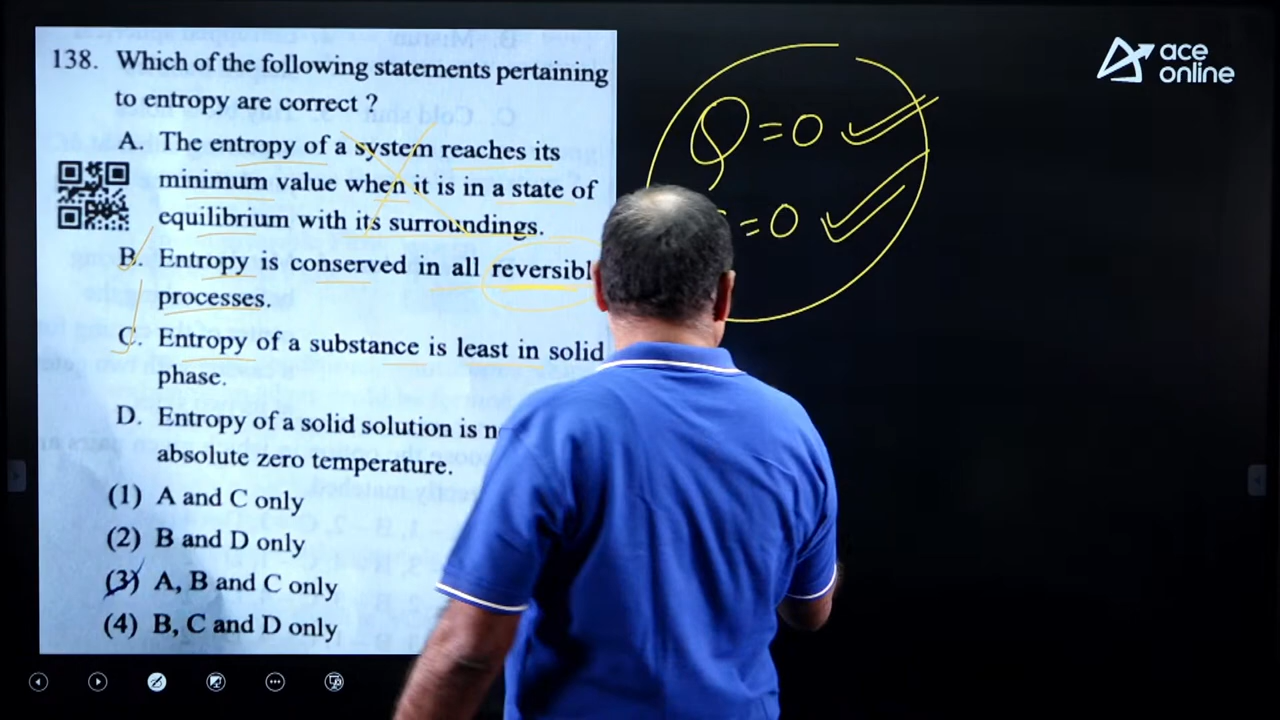 138. Which of the following statements pertaining
to entropy are correct ?
A. The entropy of a system reaches its
minimum value when it is in a state of
equilibrium with its surroundings.
B. Entropy is conserved in all reversibl
processes.
C. Entropy of a substance is least in solid
phase.
D. Entropy of a solid solution is n
absolute zero temperature.
(1) A and C only
(2) B and D only
(3) A, B and C only
(4) B, C and D only
Q = 0
= 0
ace
online